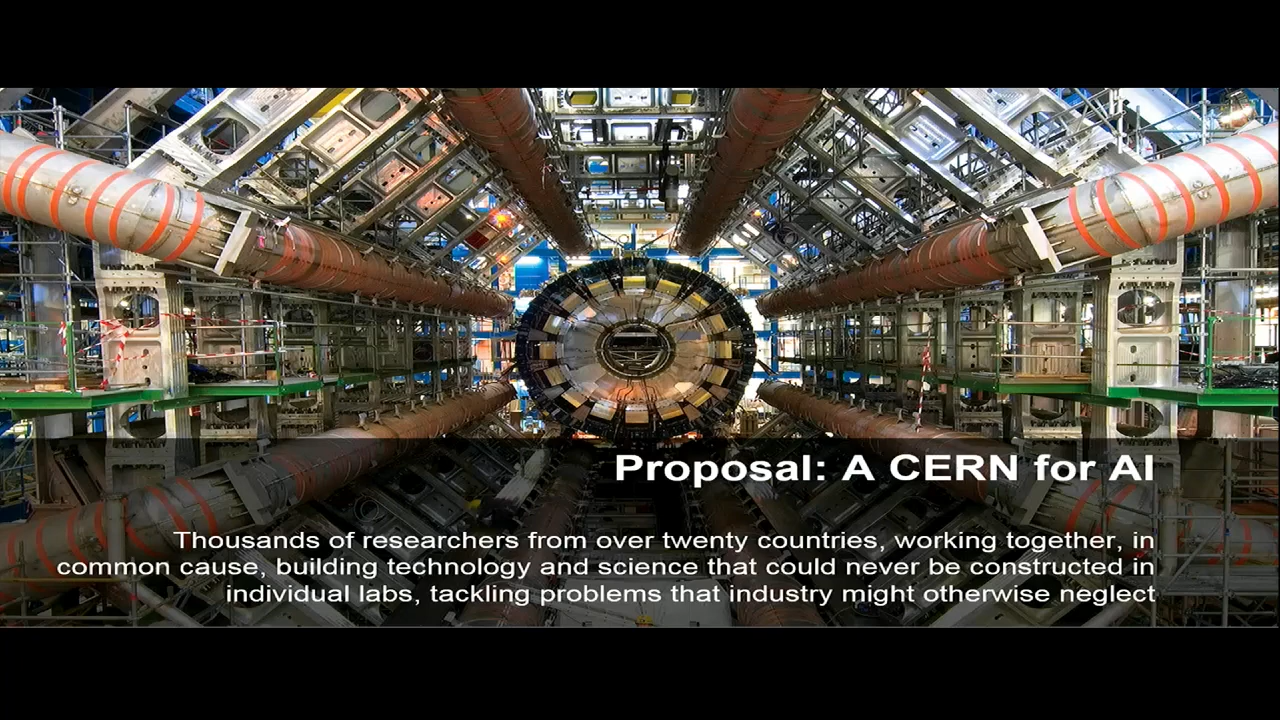 Proposal: A CERN for AI
Thousands of researchers from over twenty countries, working together, in
common cause, building technology and science that could never be constructed in
individual labs, tackling problems that industry might otherwise neglect